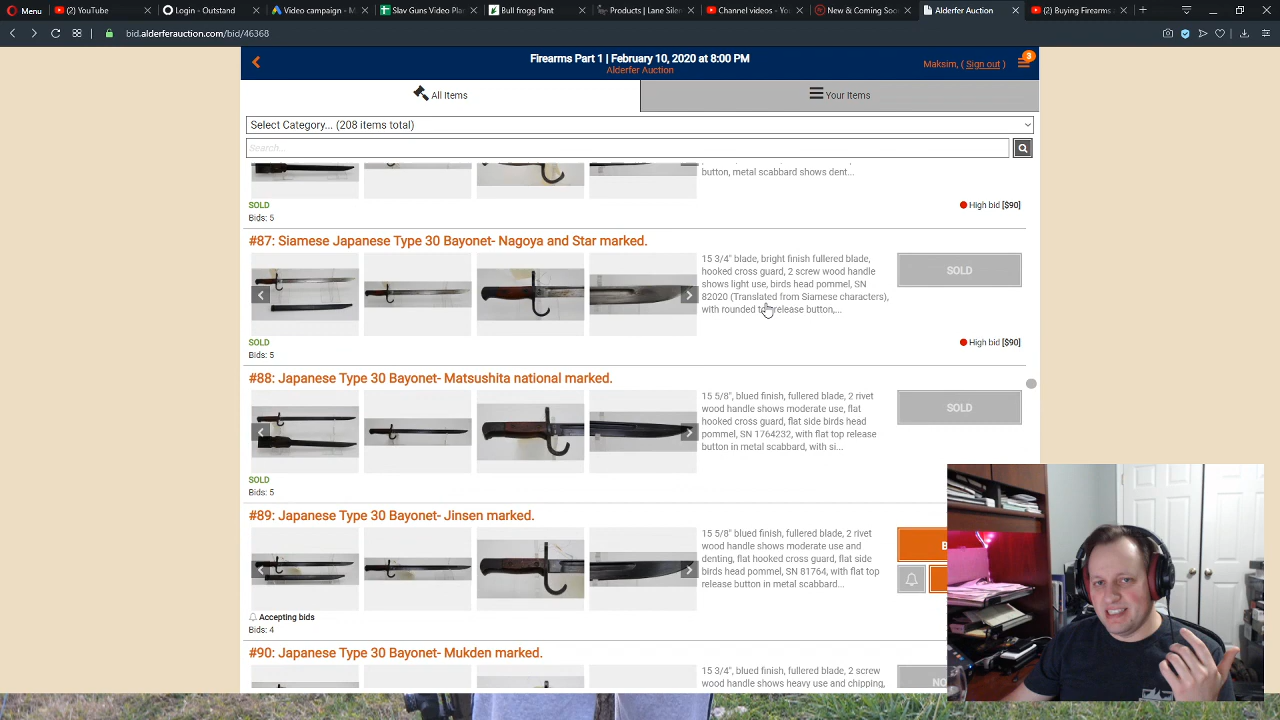 Menu
(2) YouTube
Login - Outstand
Video campaign - M
Slav Guns Video Plan
Bull frogg Pant
Products | Lane Silen
Channel videos - You
New & Coming Soo
Alderfer Auction
(2) Buying Firearms
bid.alderferauction.com/bid/46368
Firearms Part 1 | February 10, 2020 at 8:00 PM
Alderfer Auction
Maksim, ( Sign out )
3
All Items
Your Items
Select Category... (208 items total)
Search...
button, metal scabbard shows dent...
SOLD
Bids: 5
High bid [$90]
#87: Siamese Japanese Type 30 Bayonet- Nagoya and Star marked.
15 3/4" blade, bright finish fullered blade,
hooked cross guard, 2 screw wood handle
shows light use, birds head pommel, SN
82020 (Translated from Siamese characters),
with rounded release button,...
SOLD
SOLD
Bids: 5
High bid [$90]
#88: Japanese Type 30 Bayonet- Matsushita national marked.
15 5/8", blued finish, fullered blade, 2 rivet
wood handle shows moderate use, flat
hooked cross guard, flat side birds head
pommel, SN 1764232, with flat top release
button in metal scabbard, with si...
SOLD
SOLD
Bids: 5
#89: Japanese Type 30 Bayonet- Jinsen marked.
15 5/8" blued finish, fullered blade, 2 rivet
wood handle shows moderate use and
denting, flat hooked cross guard, flat side
birds head pommel, SN 81764, with flat top
release button in metal scabbard...
Accepting bids
Bids: 4
#90: Japanese Type 30 Bayonet- Mukden marked.
15 3/4", blued finish, fullered blade, 2 screw
wood handle shows heavy use and chipping,